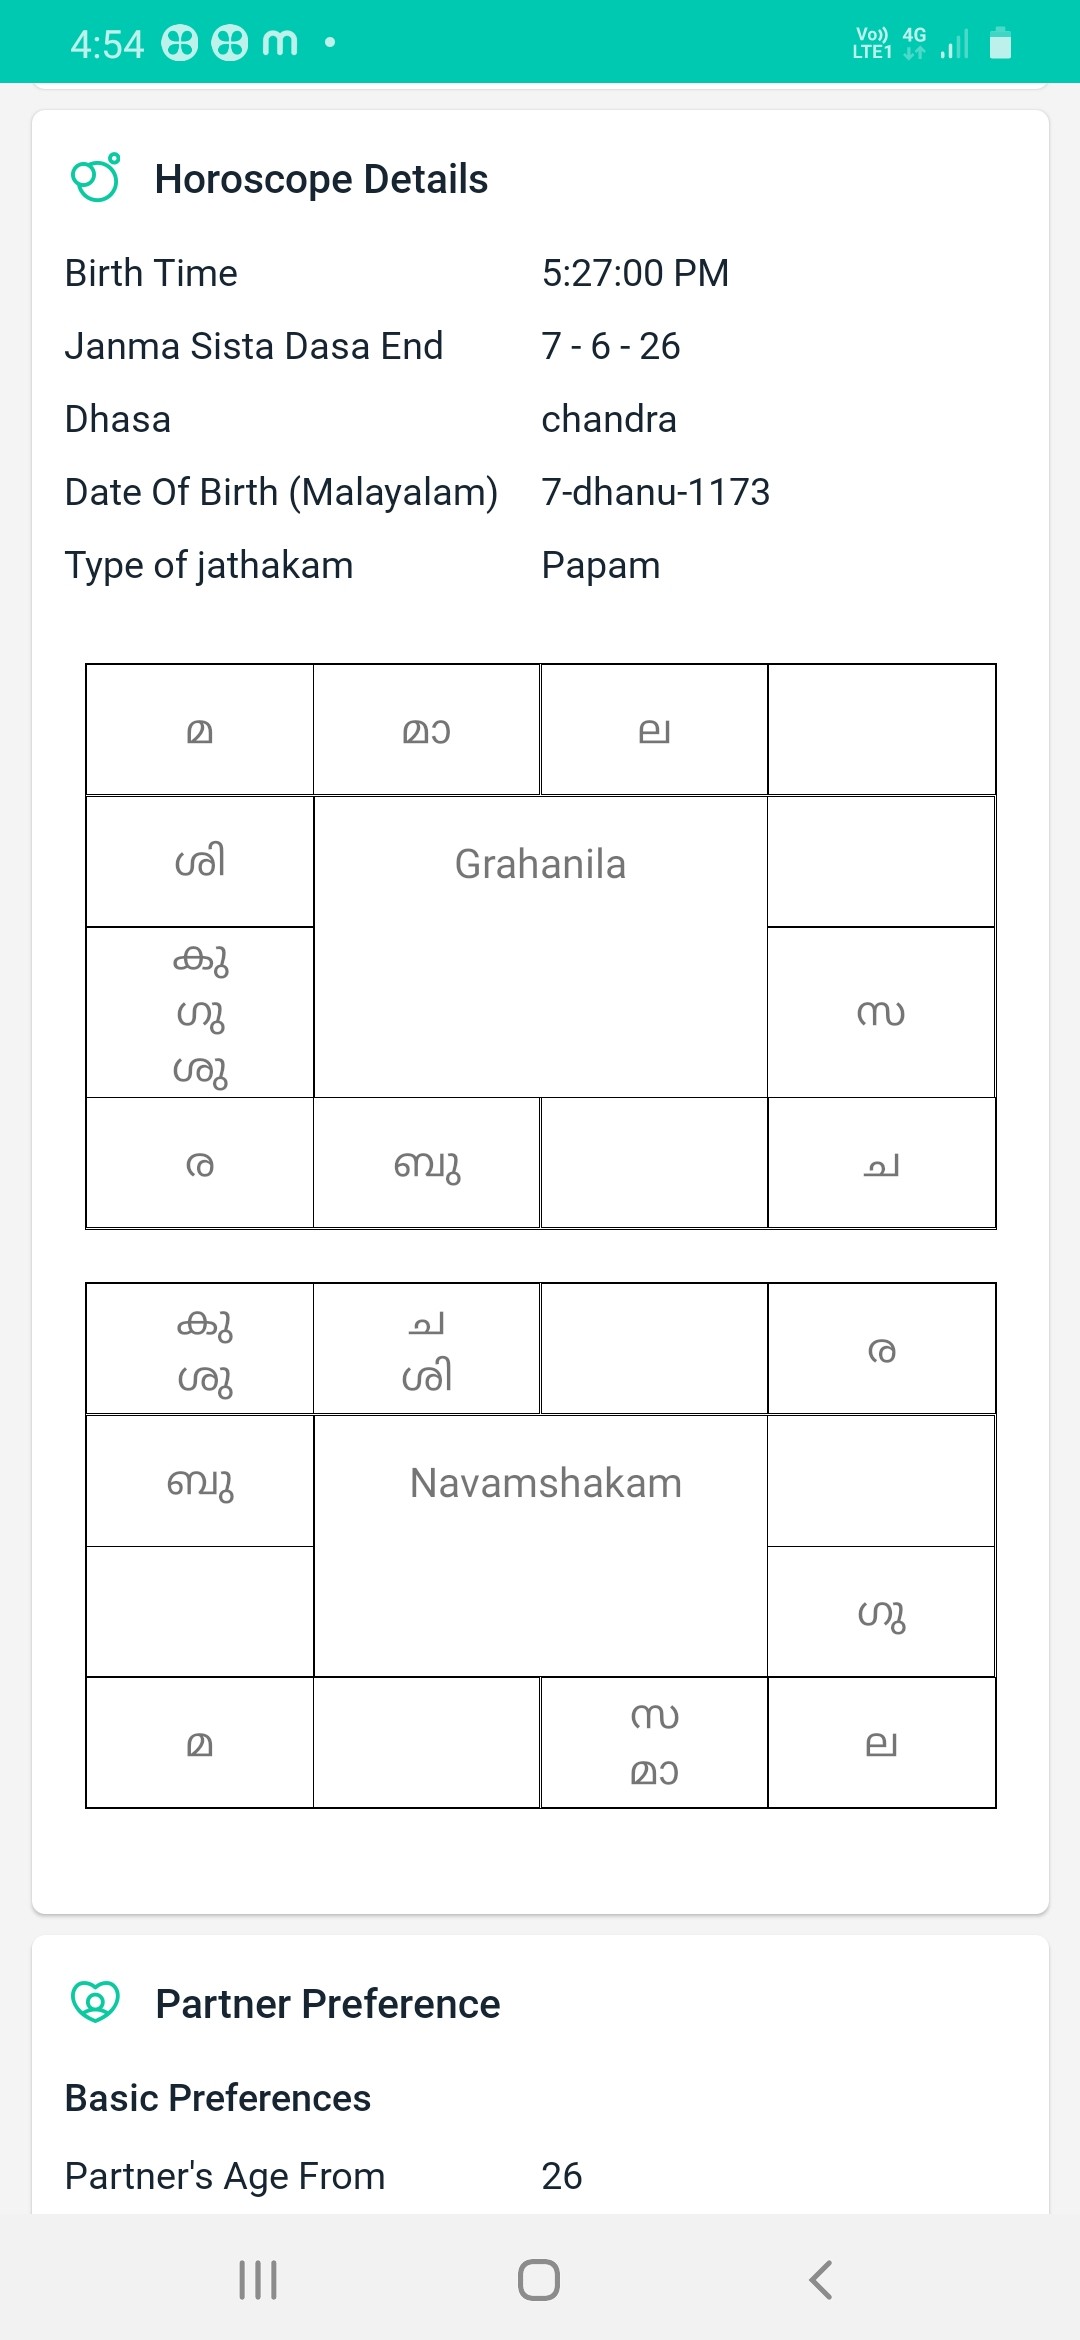 4:54
Vo)) 4G
LTE1
Horoscope Details
Birth Time 5:27:00 PM
Janma Sista Dasa End 7 - 6 - 26
Dhasa chandra
Date Of Birth (Malayalam) 7-dhanu-1173
Type of jathakam Papam
മ മാ ല
ശി Grahanila
കു
ഗു സ
ശു
ര ബു ച
കു ച ര
ശു ശി
ബു Navamshakam
ഗു
മ സ ല
മാ
Partner Preference
Basic Preferences
Partner's Age From 26